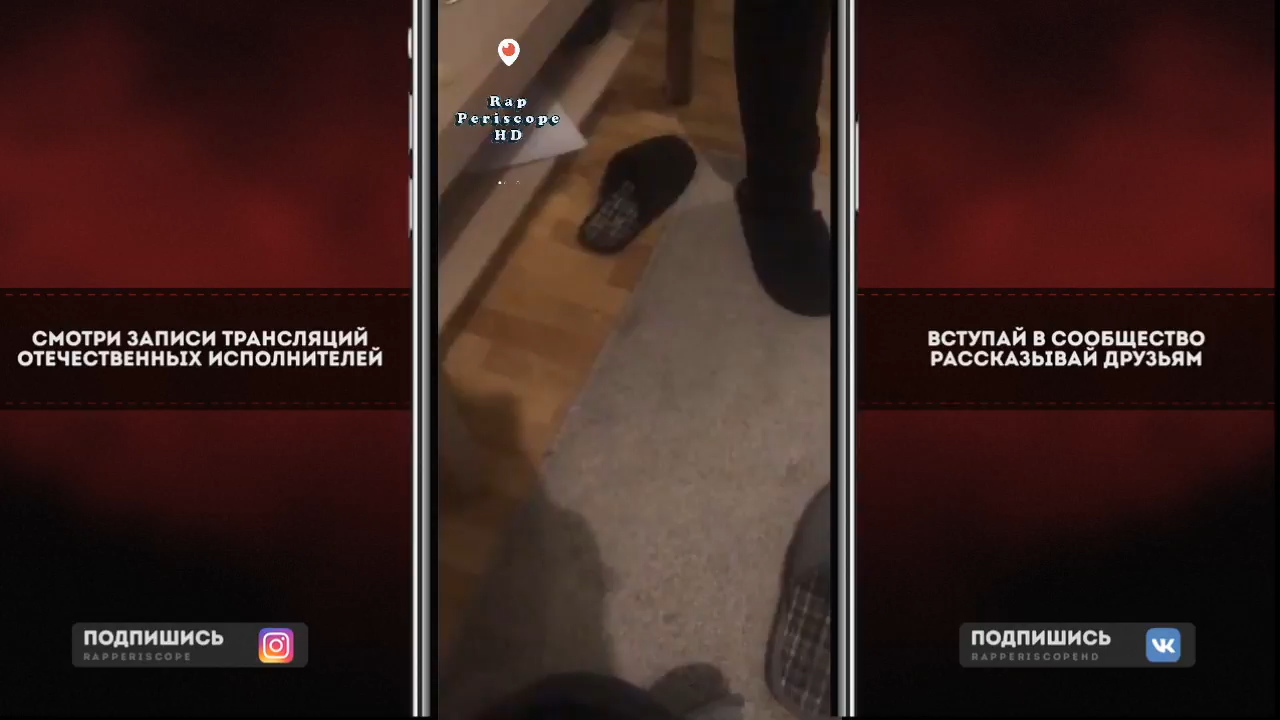 Rap
Periscope
HD
СМОТРИ ЗАПИСИ ТРАНСЛЯЦИЙ
ОТЕЧЕСТВЕННЫХ ИСПОЛНИТЕЛЕЙ
ВСТУПАЙ В СООБЩЕСТВО
РАССКАЗЫВАЙ ДРУЗЬЯМ
ПОДПИШИСЬ
RAPPERISCOPE
ПОДПИШИСЬ
RAPPERISCOPEHD